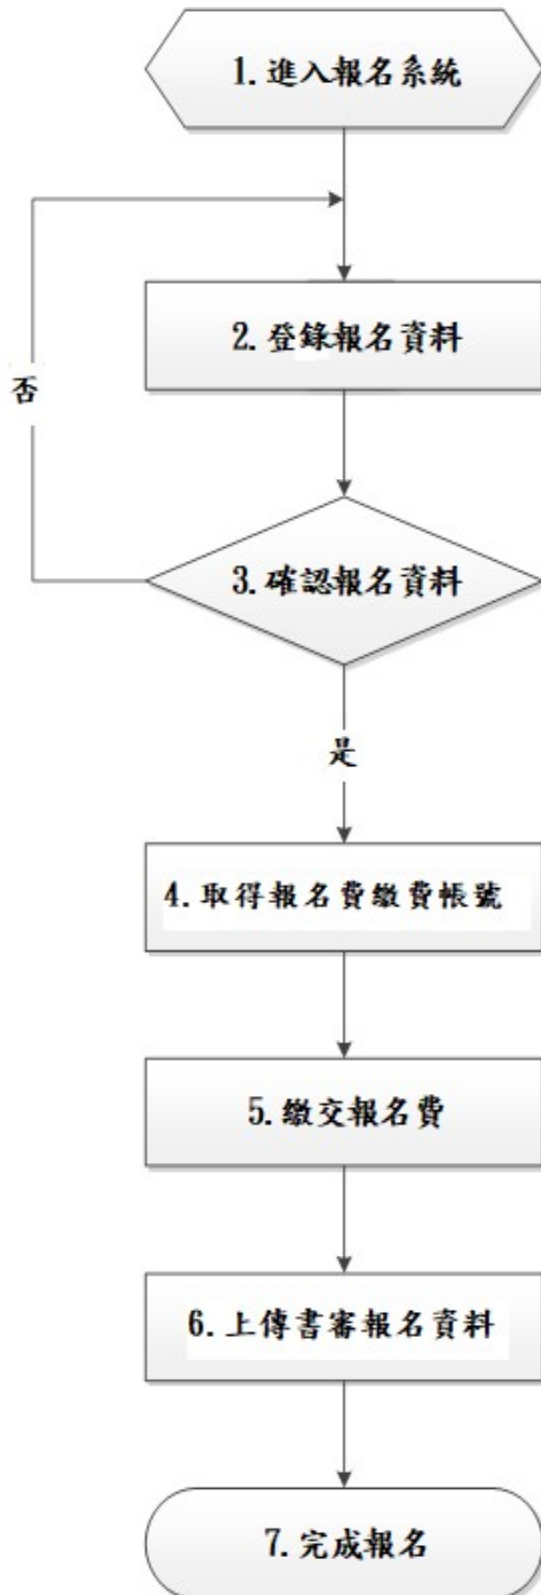 1.進入報名系統
2.登錄報名資料
否
3.確認報名資料
是
4.取得報名費繳費帳號
5.繳交報名費
6.上傳書審報名資料
7.完成報名